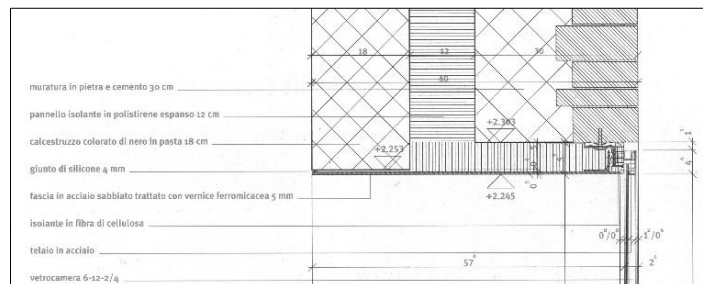 18 12 30
60
muratura in pietra e cemento 30 cm
pannello isolante in polistirene espanso 12 cm
calcestruzzo colorato di nero in pasta 18 cm
+2.253
+2.303
giunto di silicone 4 mm
fascia in acciaio sabbiato trattato con vernice ferromicacea 5 mm
+2.245
isolante in fibra di cellulosa
telaio in acciaio
57
2
vetrocamera 6-12-2/4